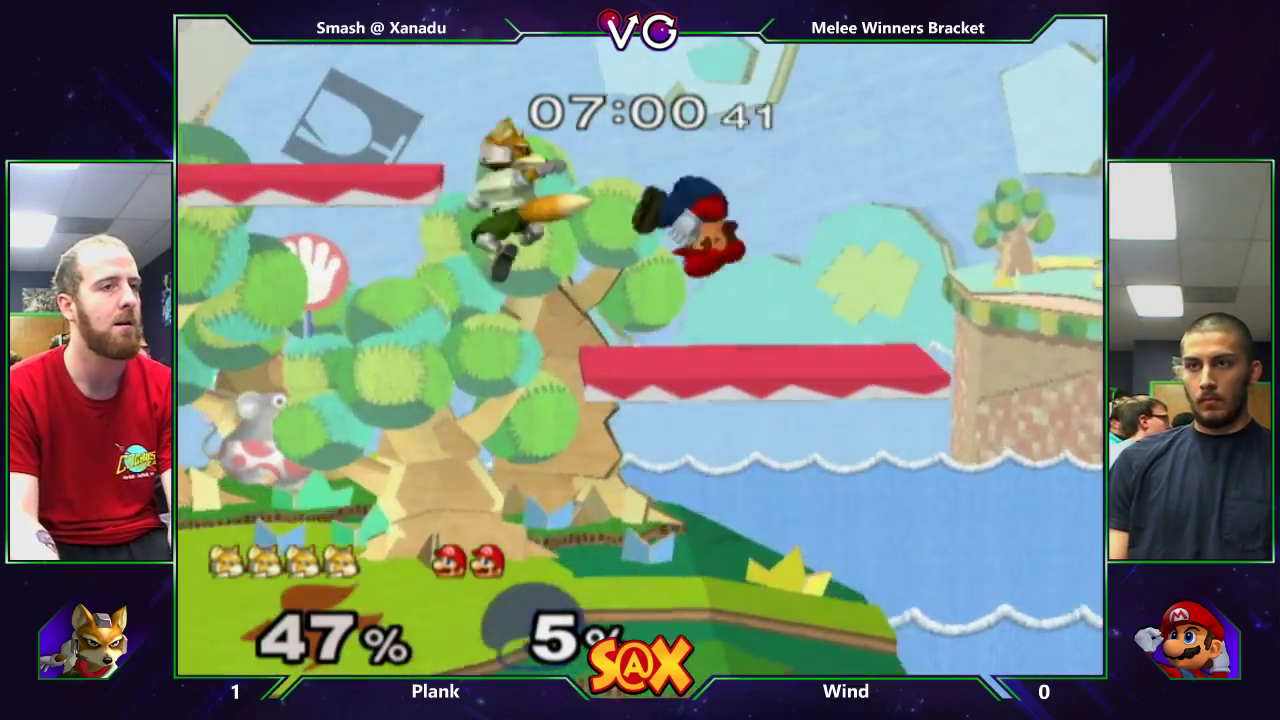 Smash @ Xanadu
VG
Melee Winners Bracket
07:00 41
47%
5%
S@X
1
Plank
Wind
0